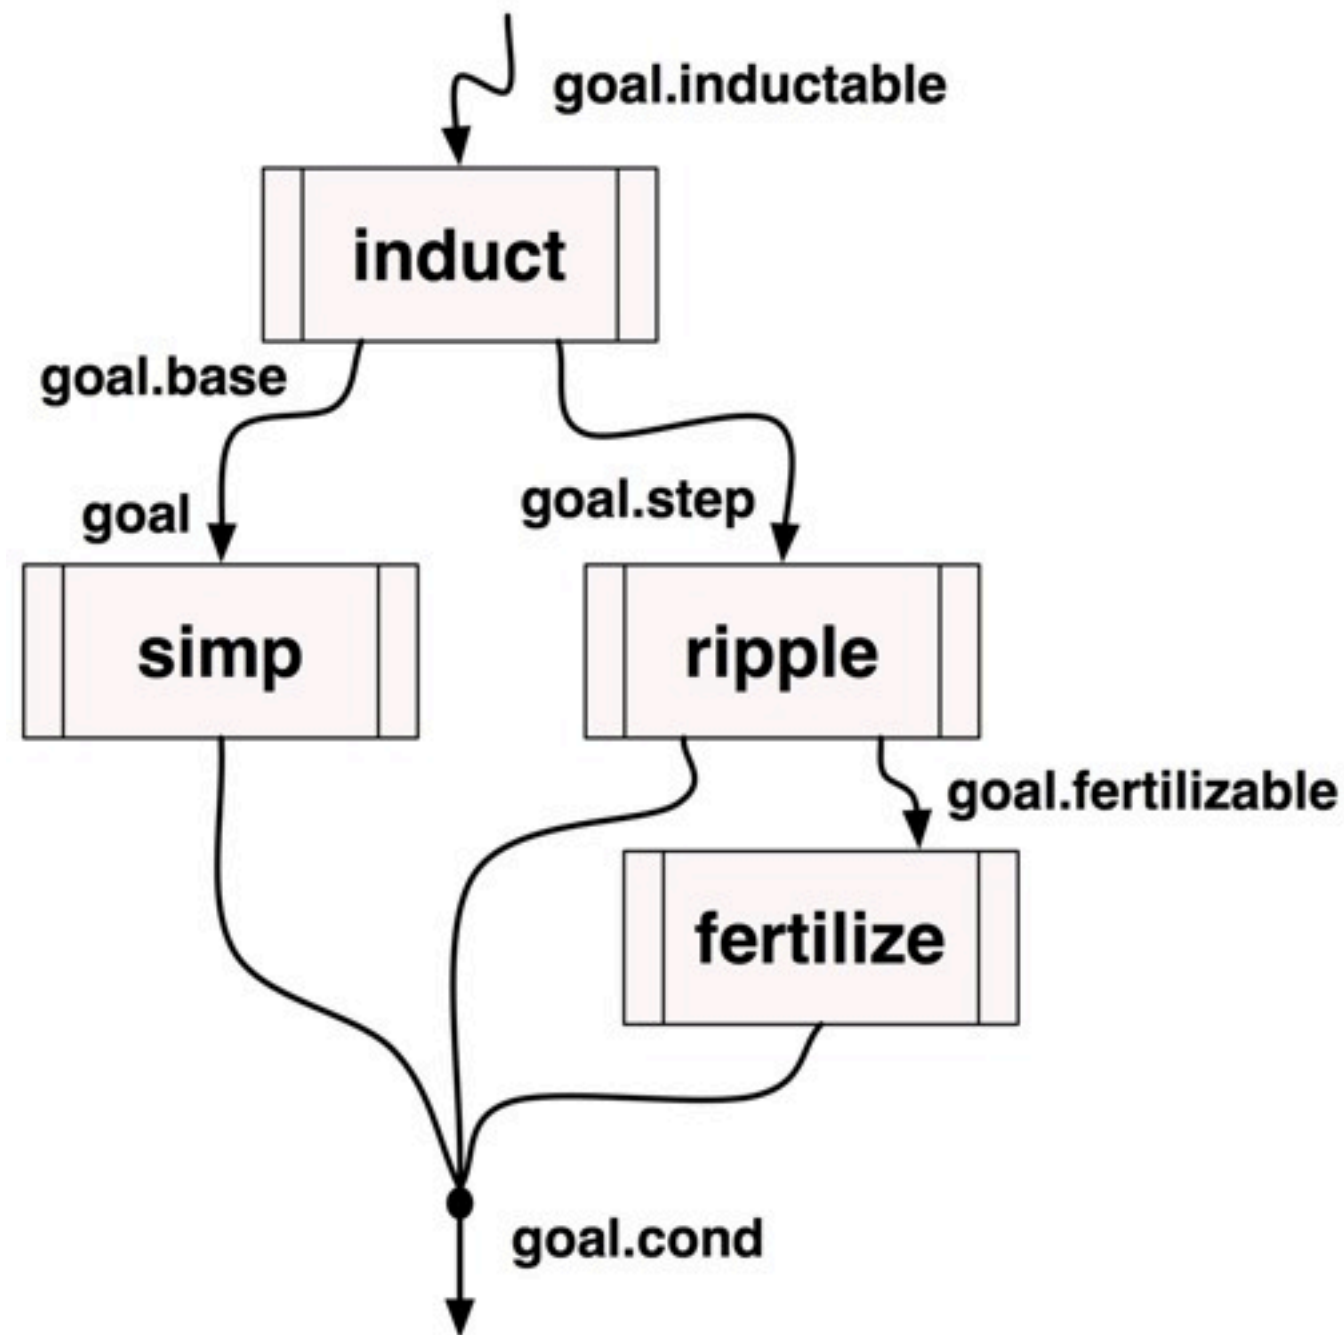 goal.inductable
induct
goal.base
goal
goal.step
simp
ripple
goal.fertilizable
fertilize
goal.cond